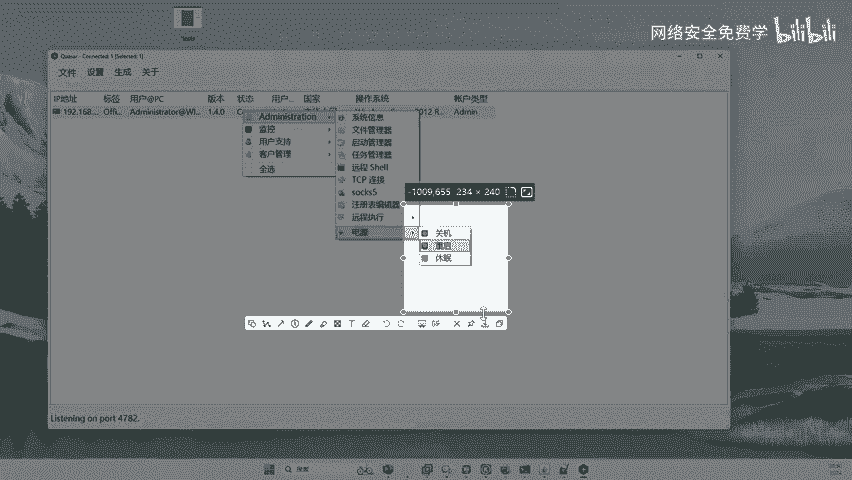 网络安全免费学 bilibili
Quasar - Connected: 1 [Selected: 1]
文件 设置 生成 关于
IP地址 标签 用户@PC 版本 状态 用户... 国家 操作系统 帐户类型
192.168... Offi... Administrator@WI... 1.4.0 2012 R... Admin
Administration
监控
用户支持
客户管理
全选
系统信息
文件管理器
启动管理器
任务管理器
远程 Shell
TCP 连接
socks5
注册表编辑器
远程执行
电源
-1009,655 234 × 240
关机
重启
休眠
Listening on port 4782.
搜索